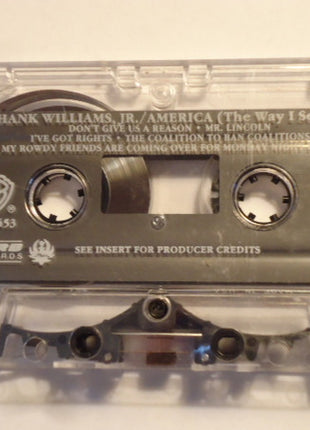 HANK WILLIAMS, JR./AMERICA (The Way I Se
DON'T GIVE US A REASON • MR. LINCOLN
I'VE GOT RIGHTS • THE COALITION TO BAN COALITIONS
MY ROWDY FRIENDS ARE COMING OVER FOR MONDAY NIGHT
SEE INSERT FOR PRODUCER CREDITS